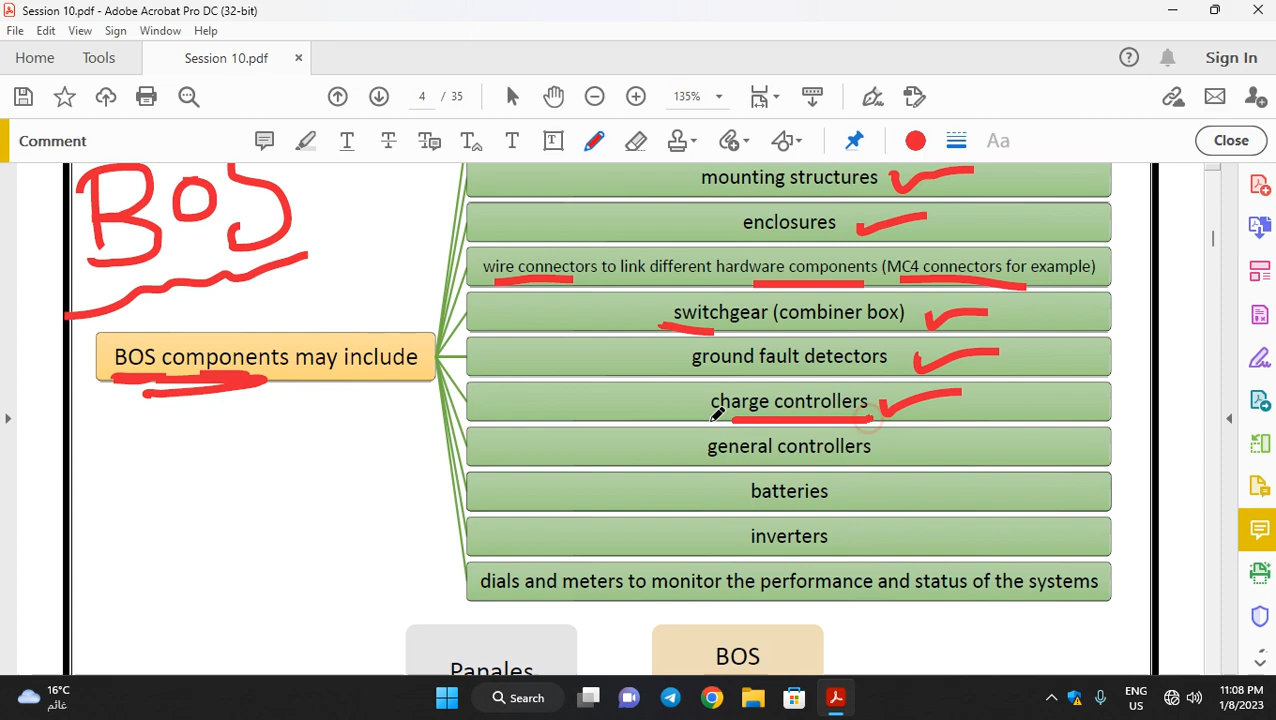 Session 10.pdf - Adobe Acrobat Pro DC (32-bit)
File Edit View Sign Window Help
Home Tools Session 10.pdf × Sign In
4 / 35 135%
Comment T T T T T Aa Close
BOS
mounting structures
enclosures
wire connectors to link different hardware components (MC4 connectors for example)
switchgear (combiner box)
BOS components may include
ground fault detectors
charge controllers
general controllers
batteries
inverters
dials and meters to monitor the performance and status of the systems
Panales
BOS
16°C
غائم
Search
ENG
US
11:08 PM
1/8/2023